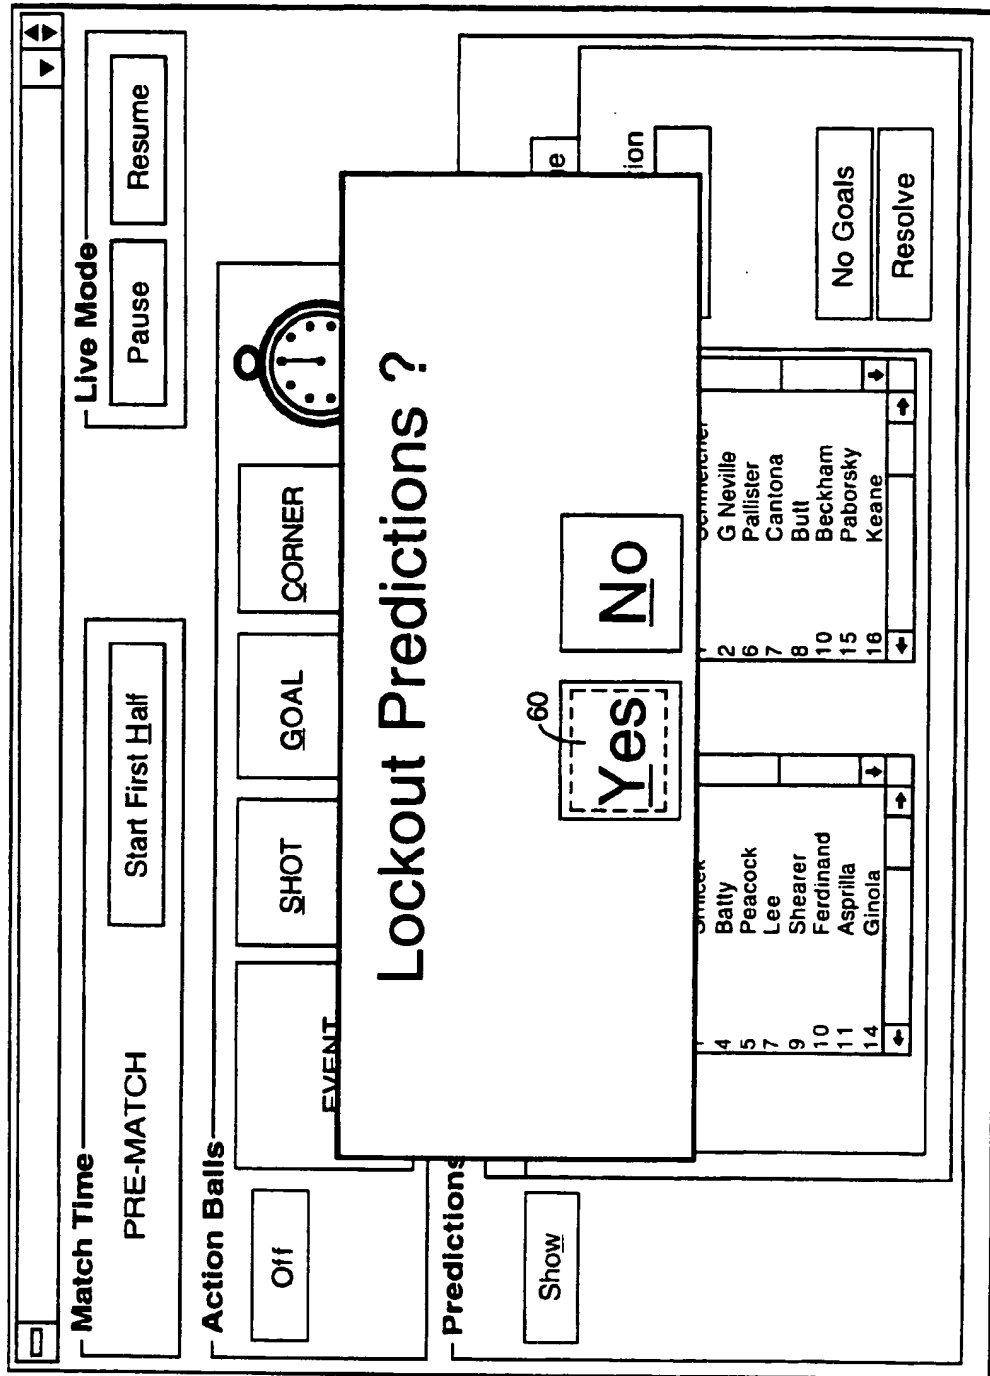 Match Time
PRE-MATCH
Start First Half
Live Mode
Pause
Resume
Action Balls
Off
EVENT
SHOT
GOAL
CORNER
Lockout Predictions ?
60
Yes
No
Predictions
Show
4 Batty
5 Peacock
7 Lee
9 Shearer
10 Ferdinand
11 Asprilla
14 Ginola
2 G Neville
6 Pallister
7 Cantona
8 Butt
10 Beckham
15 Paborsky
16 Keane
No Goals
Resolve